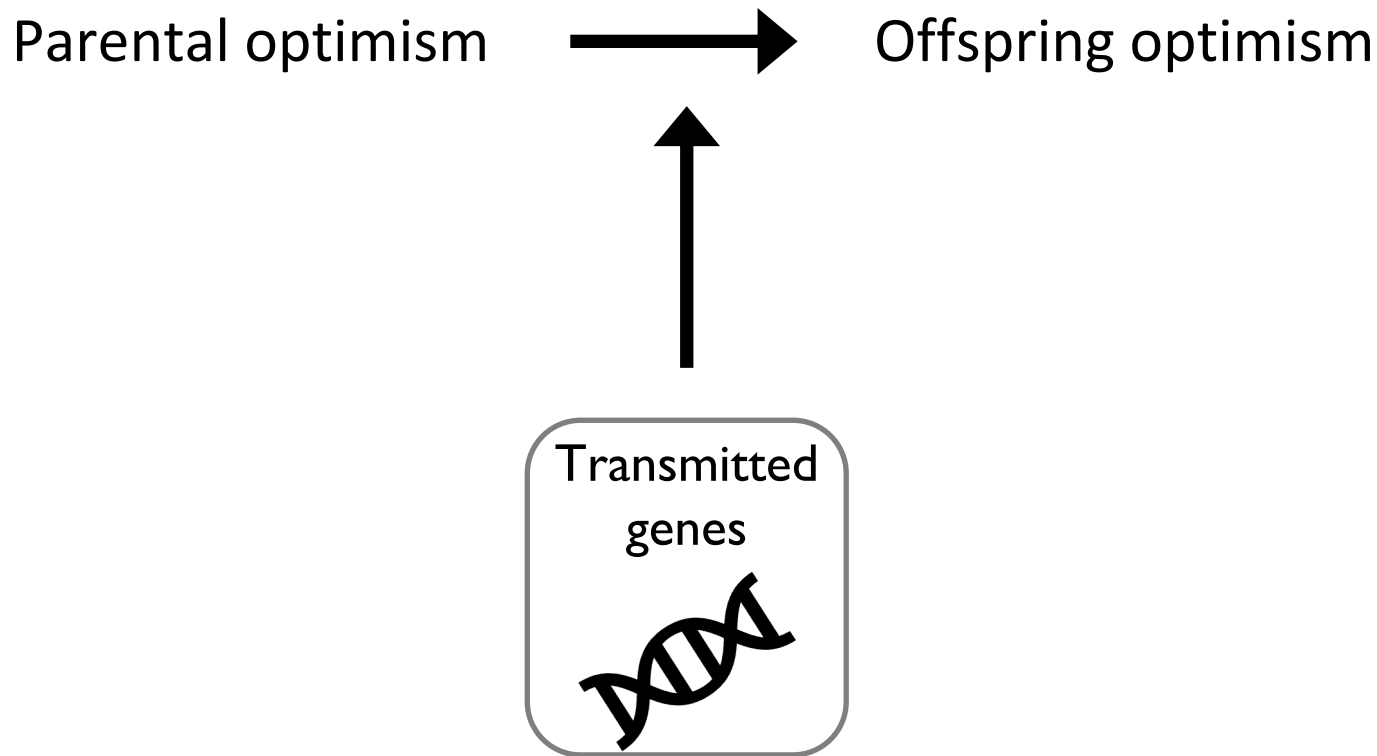 Parental optimism
Offspring optimism
Transmitted
genes